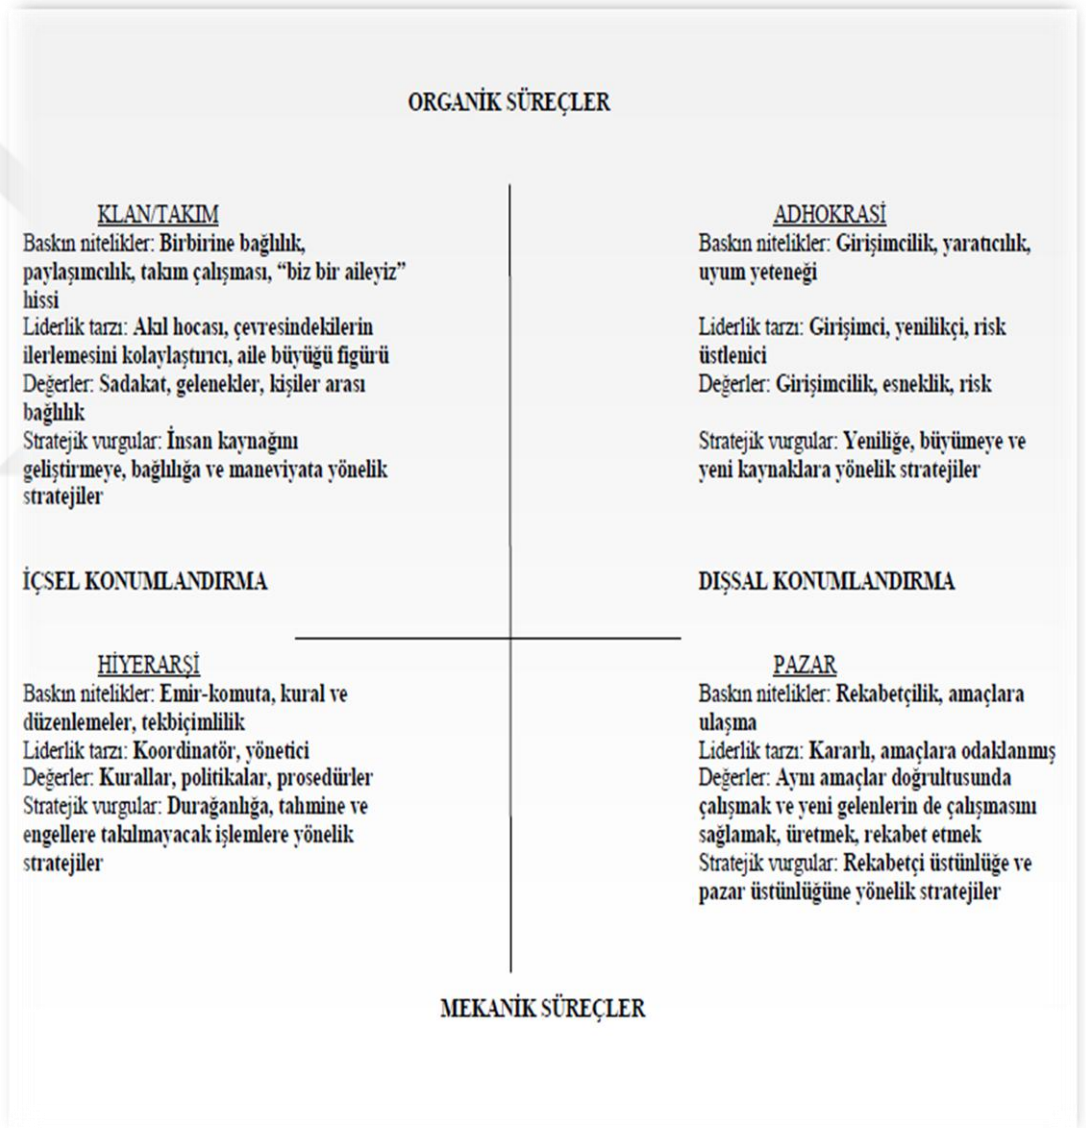 ORGANİK SÜREÇLER
KLAN/TAKIM
Baskın nitelikler: Birbirine bağlılık,
paylaşımcılık, takım çalışması, “biz bir aileyiz”
hissi
Liderlik tarzı: Akıl hocası, çevresindekilerin
ilerlemesini kolaylaştırıcı, aile büyüğü figürü
Değerler: Sadakat, gelenekler, kişiler arası
bağlılık
Stratejik vurgular: İnsan kaynağını
geliştirmeye, bağlılığa ve maneviyata yönelik
stratejiler
ADHOKRASİ
Baskın nitelikler: Girişimcilik, yaratıcılık,
uyum yeteneği
Liderlik tarzı: Girişimci, yenilikçi, risk
üstlenici
Değerler: Girişimcilik, esneklik, risk
Stratejik vurgular: Yeniliğe, büyümeye ve
yeni kaynaklara yönelik stratejiler
İÇSEL KONUMLANDIRMA
DIŞSAL KONUMLANDIRMA
HİYERARŞİ
Baskın nitelikler: Emir-komuta, kural ve
düzenlemeler, tekbiçimlilik
Liderlik tarzı: Koordinatör, yönetici
Değerler: Kurallar, politikalar, prosedürler
Stratejik vurgular: Durağanlığa, tahmine ve
engellere takılmayacak işlemlere yönelik
stratejiler
PAZAR
Baskın nitelikler: Rekabetçilik, amaçlara
ulaşma
Liderlik tarzı: Kararlı, amaçlara odaklanmış
Değerler: Aynı amaçlar doğrultusunda
çalışmak ve yeni gelenlerin de çalışmasını
sağlamak, üretmek, rekabet etmek
Stratejik vurgular: Rekabetçi üstünlüğe ve
pazar üstünlüğüne yönelik stratejiler
MEKANİK SÜREÇLER